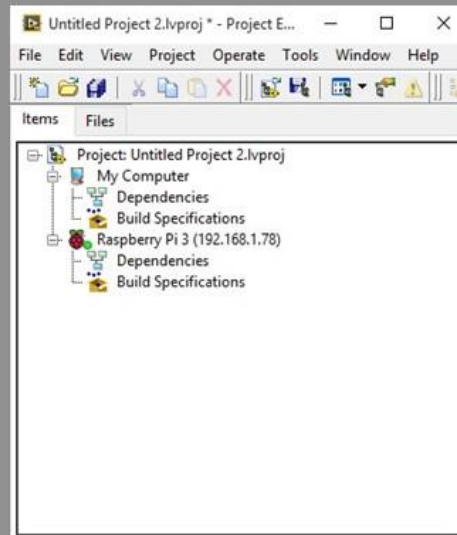 Untitled Project 2.lvproj * - Project E...
File Edit View Project Operate Tools Window Help
Items Files
Project: Untitled Project 2.lvproj
My Computer
Dependencies
Build Specifications
Raspberry Pi 3 (192.168.1.78)
Dependencies
Build Specifications